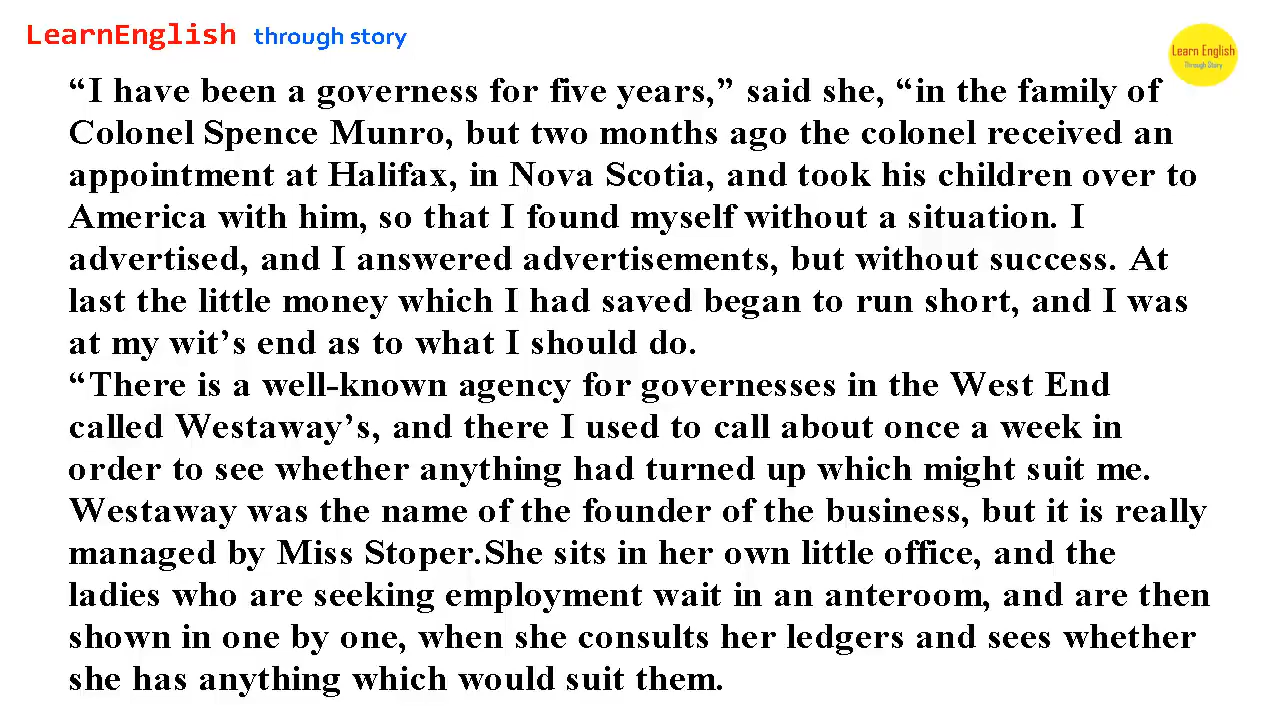 LearnEnglish through story
Learn English
Through Story
“I have been a governess for five years,” said she, “in the family of
Colonel Spence Munro, but two months ago the colonel received an
appointment at Halifax, in Nova Scotia, and took his children over to
America with him, so that I found myself without a situation. I
advertised, and I answered advertisements, but without success. At
last the little money which I had saved began to run short, and I was
at my wit’s end as to what I should do.
“There is a well-known agency for governesses in the West End
called Westaway’s, and there I used to call about once a week in
order to see whether anything had turned up which might suit me.
Westaway was the name of the founder of the business, but it is really
managed by Miss Stoper.She sits in her own little office, and the
ladies who are seeking employment wait in an anteroom, and are then
shown in one by one, when she consults her ledgers and sees whether
she has anything which would suit them.